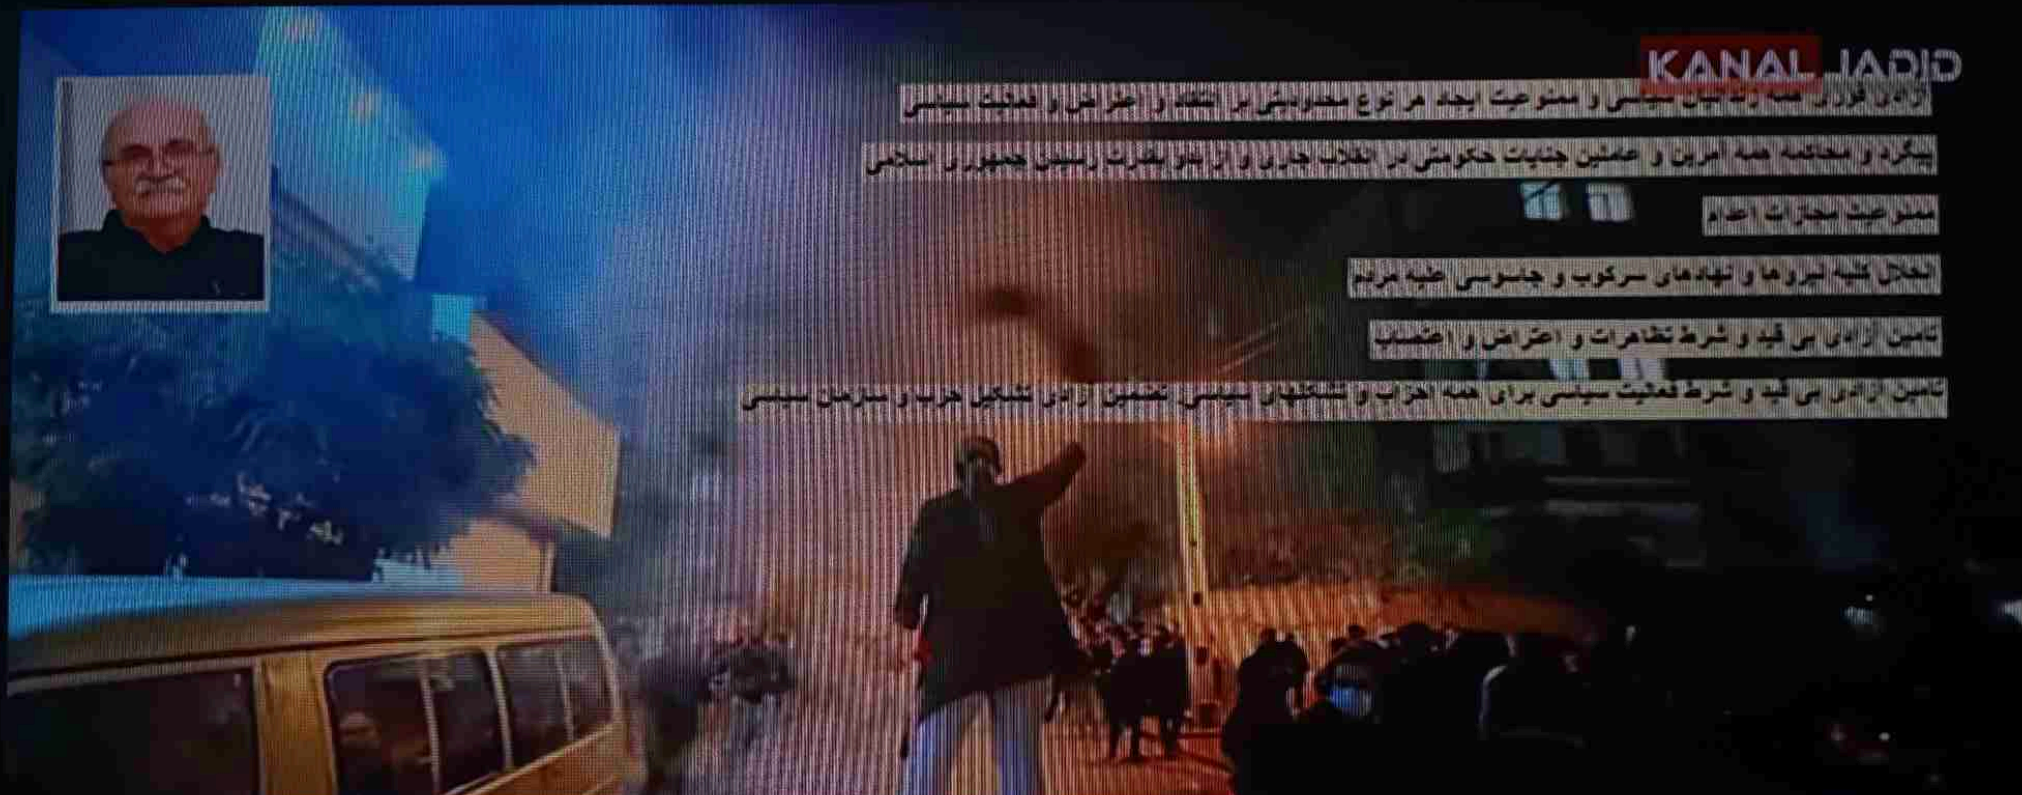 KANAL JADID
آزادی فوری همه زندانیان سیاسی و ممنوعیت ایجاد هر نوع محدودیتی بر انتقاد و اعتراض و فعالیت سیاسی
پیگرد و محاکمه همه آمرین و عاملین جنایت حکومتی در انقلاب جاری و از بدو بقدرت رسیدن جمهوری اسلامی
ممنوعیت مجازات اعدام
انحلال کلیه نیروها و نهادهای سرکوب و جاسوسی علیه مردم
تامین آزادی بی قید و شرط تظاهرات و اعتراض و اعتصاب
تامین آزادی بی قید و شرط فعالیت سیاسی برای همه احزاب و تشکلهای سیاسی، تضمین آزادی تشکیل حزب و سازمان سیاسی